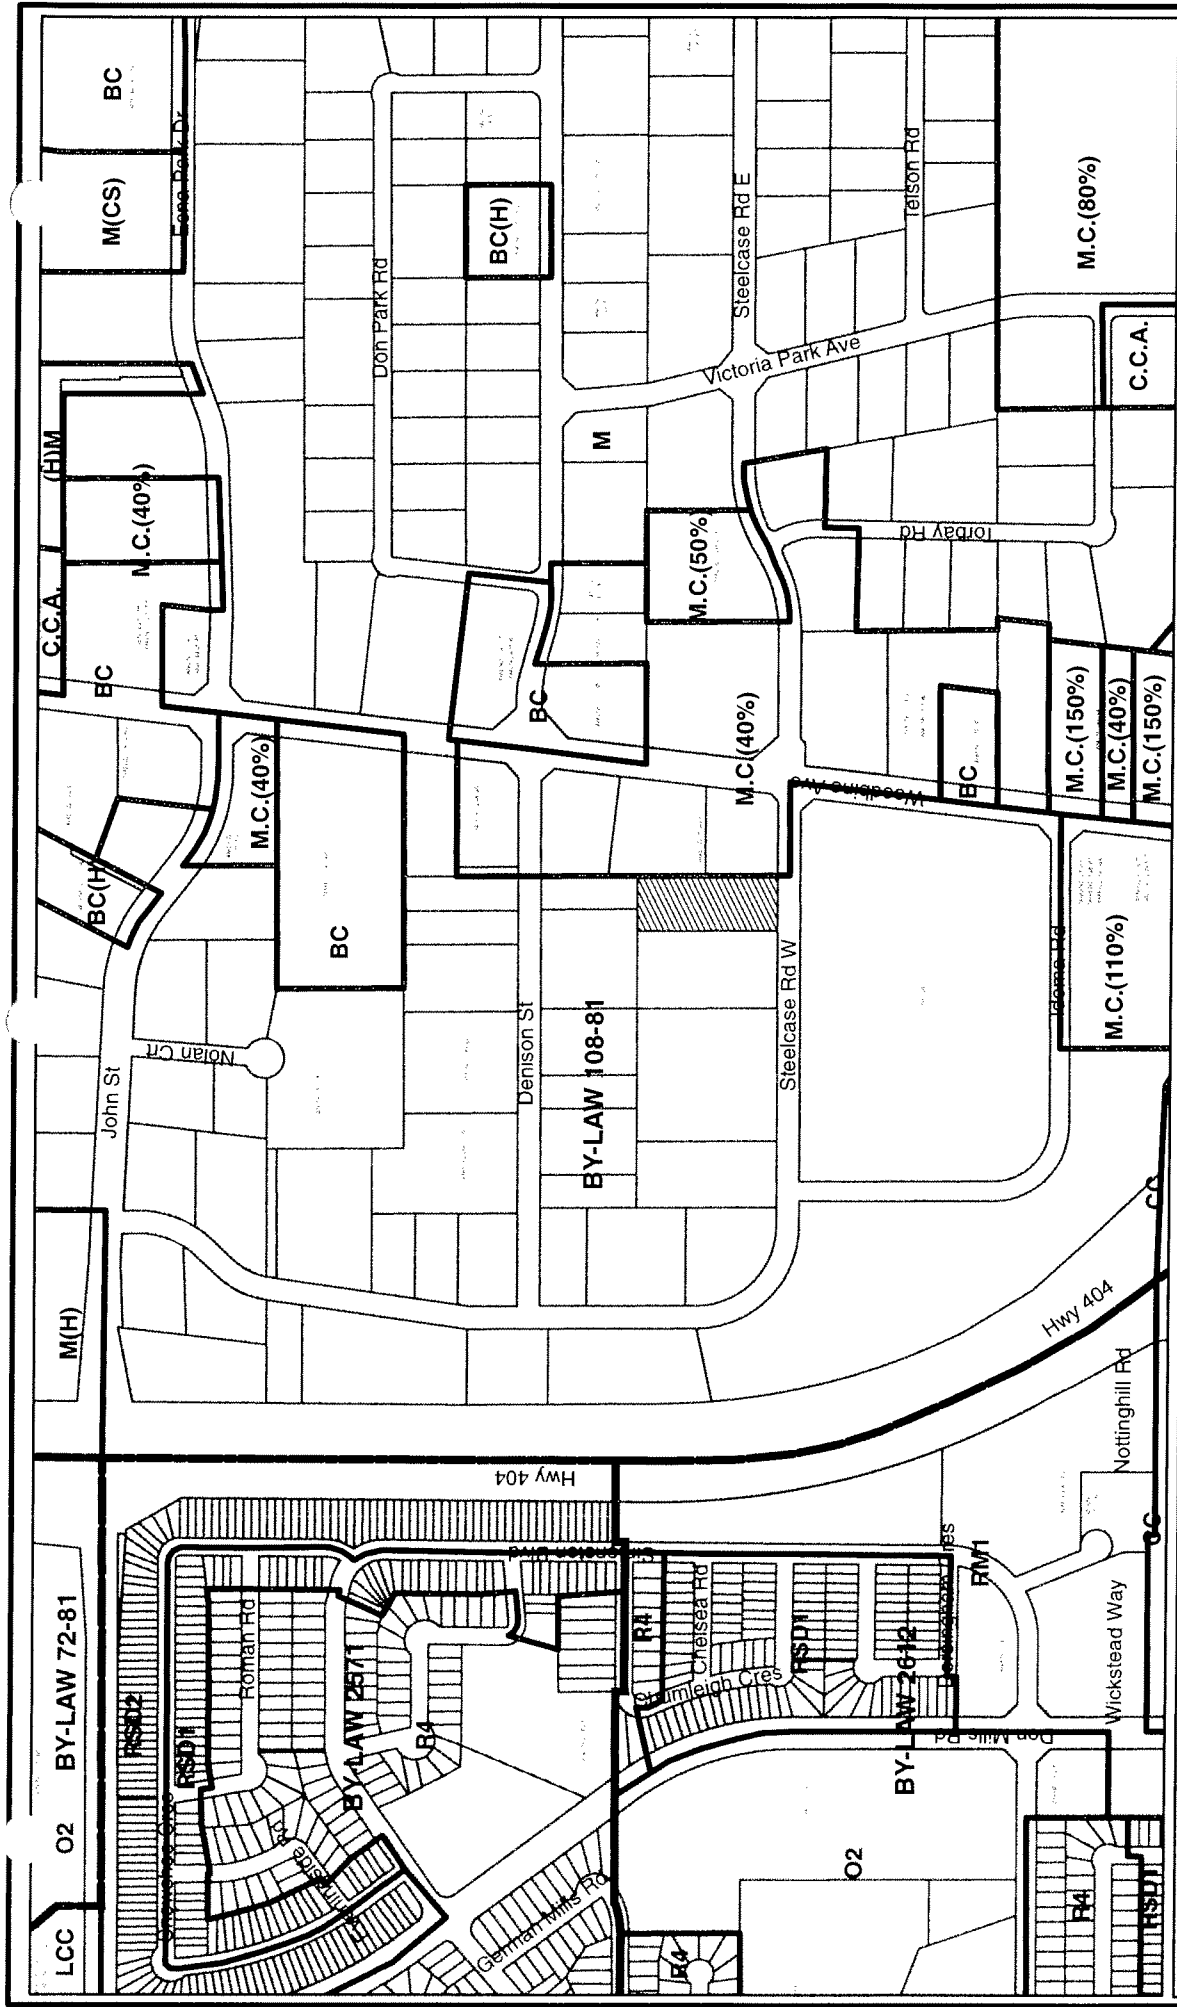 BC
M(CS)
Don Park Rd
BC(H)
Steelcase Rd E
Telson Rd
M.C.(80%)
Victoria Park Ave
C.C.A.
(H)M
M.C.(40%)
M
M.C.(50%)
Torbay Rd
C.C.A.
BC
BC
M.C.(40%)
M.C.(40%)
BC
M.C.(150%)
M.C.(40%)
M.C.(150%)
Woodbine Ave
BC(H
BC
Steelcase Rd W
Idema Rd
M.C.(110%)
Nolan Crt
John St
Denison St
BY-LAW 108-81
M(H)
CC
Hwy 404
Hwy 404
Nottinghill Rd
CC
RM1
BY-LAW 72-81
RSD2
RSD1
Roman Rd
BY-LAW 2571
R4
R4
Chelsea Rd
RSD1
Chumleigh Cres
BY-LAW 2612
Wickstead Way
Don Mills Rd
O2
LCC
German Mills Rd
O2
R4
R4
RSD1